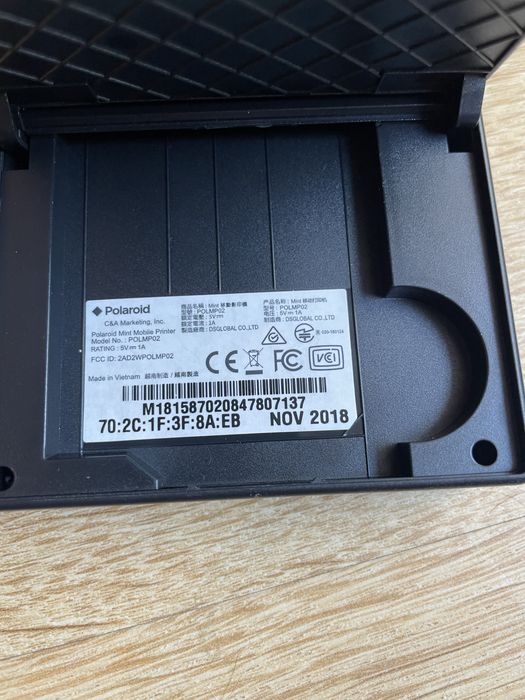 Polaroid
C&A Marketing, Inc.
Polaroid Mint Mobile Printer
Model No. : POLMP02
RATING : 5V⎓1A
FCC ID: 2AD2WPOLMP02
Made in Vietnam 越南制造 / 越南製造
商品名稱 : Mint 移動影印機
型號 : POLMP02
額定電壓 : 5V⎓
額定電流 : 1A
製造商 : DSGLOBAL CO.,LTD
产品名称 : Mint 移动打印机
型号 : POLMP02
电压 : 5V⎓1A
制造商 : DSGLOBAL CO.,LTD
CE
FC
VCCI
M181587020847807137
70:2C:1F:3F:8A:EB NOV 2018